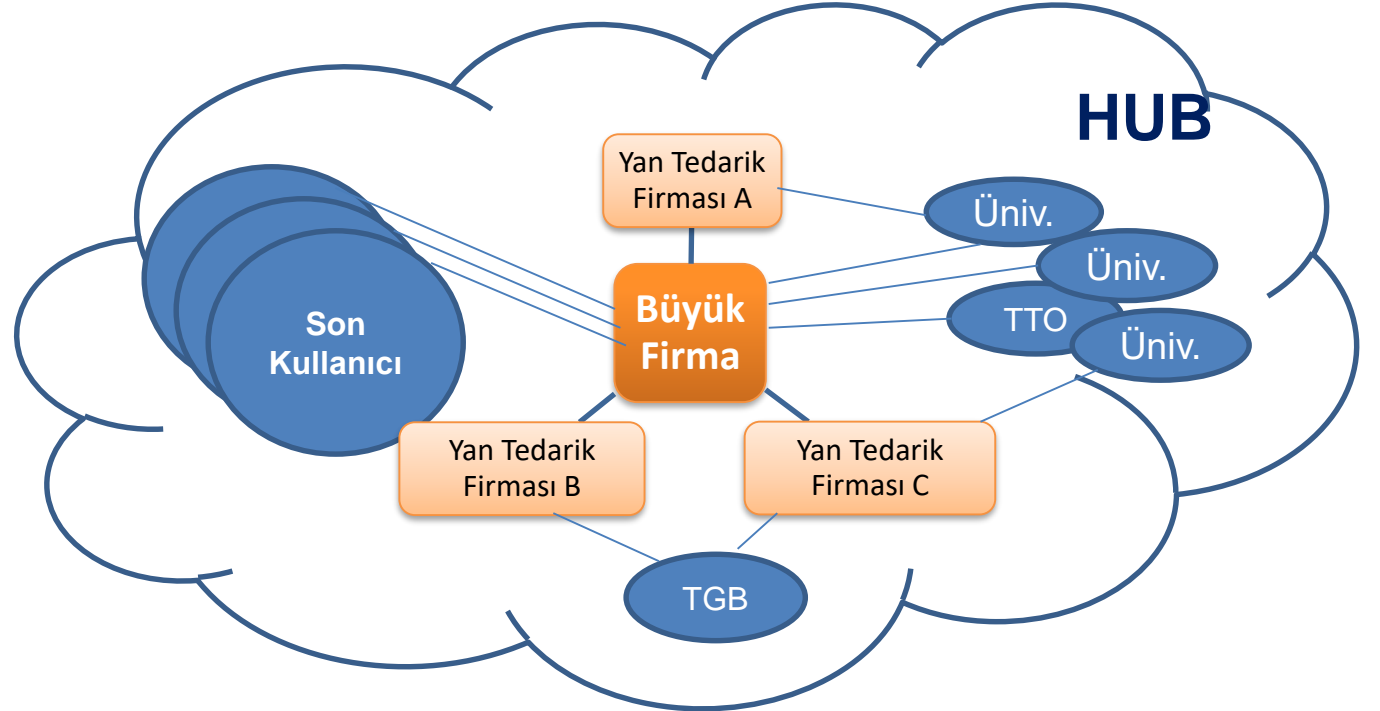 HUB
Yan Tedarik
Firması A
Üniv.
Üniv.
TTO
Üniv.
Büyük
Firma
Son
Kullanıcı
Yan Tedarik
Firması B
Yan Tedarik
Firması C
TGB